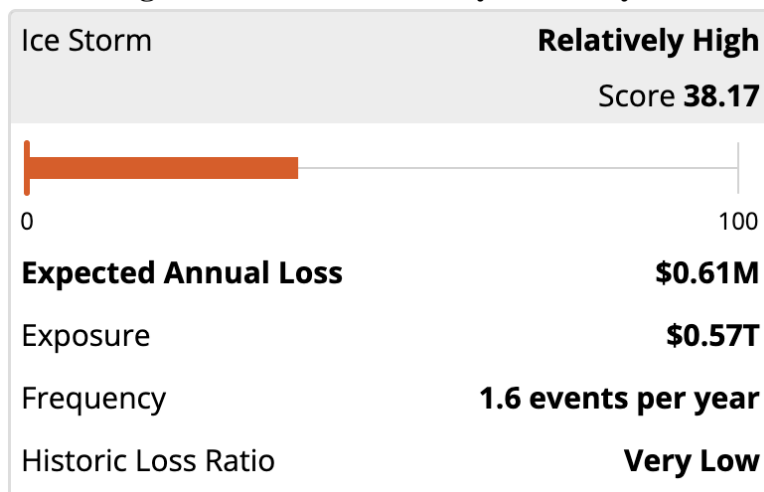 Ice Storm Relatively High
Score 38.17
0 100
Expected Annual Loss $0.61M
Exposure $0.57T
Frequency 1.6 events per year
Historic Loss Ratio Very Low